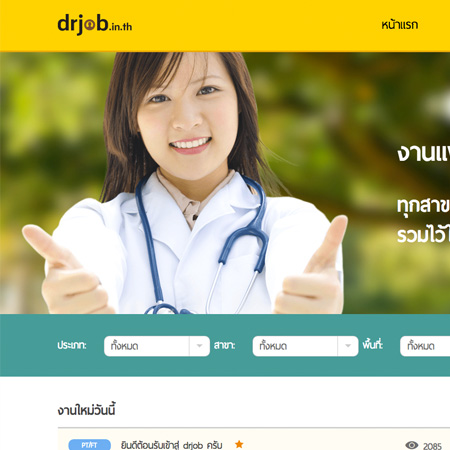 drjob.in.th
หน้าแรก
งานแ
ทุกสาข
รวมไว้
ประเภท: ทั้งหมด สาขา: ทั้งหมด พื้นที่: ทั้งหมด
งานใหม่วันนี้
PT/FT ยินดีต้อนรับเข้าสู่ drjob ครับ 2085